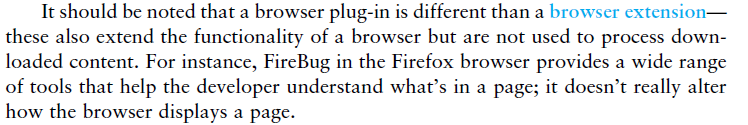 It should be noted that a browser plug-in is different than a browser extension—
these also extend the functionality of a browser but are not used to process down-
loaded content. For instance, FireBug in the Firefox browser provides a wide range
of tools that help the developer understand what's in a page; it doesn't really alter
how the browser displays a page.